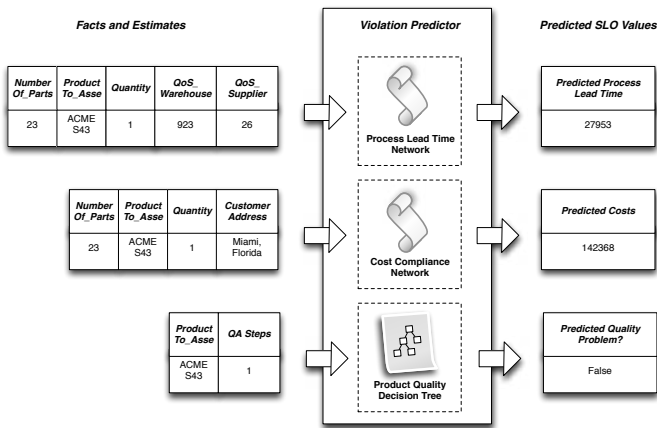 Facts and Estimates
Violation Predictor
Predicted SLO Values
Number Of_Parts
Product To_Asse
Quantity
QoS_ Warehouse
QoS_ Supplier
23
ACME S43
1
923
26
Process Lead Time Network
Predicted Process Lead Time
27953
Number Of_Parts
Product To_Asse
Quantity
Customer Address
23
ACME S43
1
Miami, Florida
Cost Compliance Network
Predicted Costs
142368
Product To_Asse
QA Steps
ACME S43
1
Product Quality Decision Tree
Predicted Quality Problem?
False